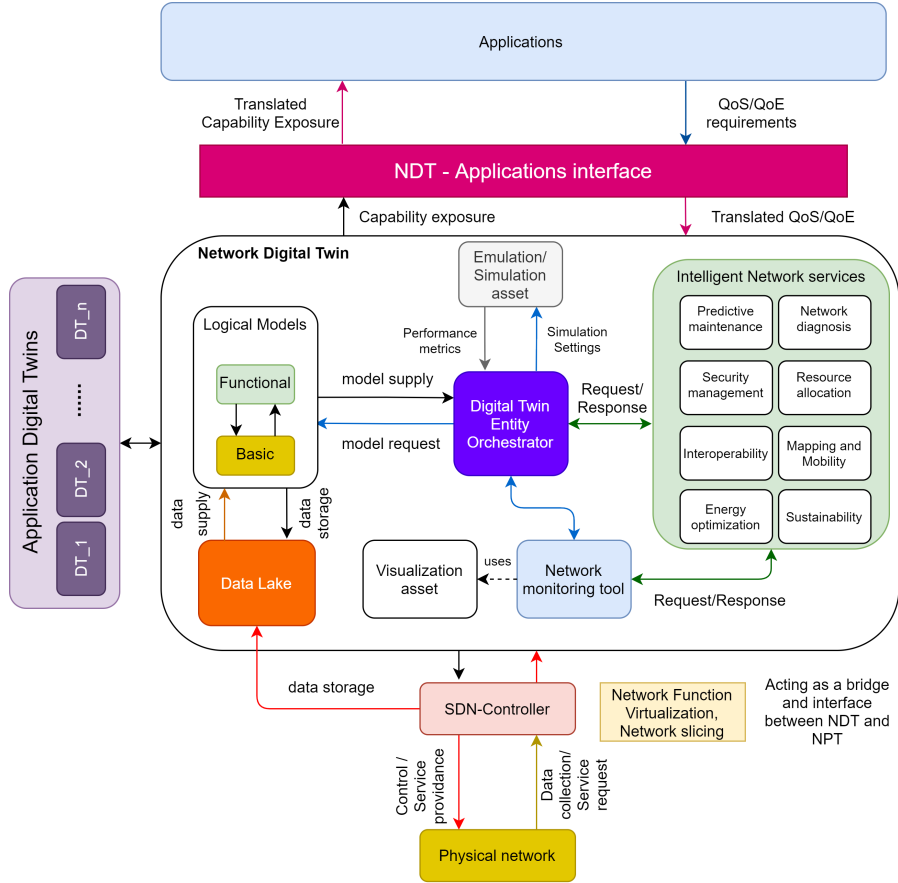 Applications
Translated
Capability Exposure
QoS/QoE
requirements
NDT - Applications interface
Capability exposure
Translated QoS/QoE
Network Digital Twin
Emulation/
Simulation
asset
Intelligent Network services
Predictive
maintenance
Network
diagnosis
Security
management
Resource
allocation
Interoperability
Mapping and
Mobility
Energy
optimization
Sustainability
Logical Models
Functional
Basic
Performance
metrics
Simulation
Settings
model supply
model request
Digital Twin
Entity
Orchestrator
Request/
Response
Application Digital Twins
DT_n
......
DT_2
DT_1
data
supply
data
storage
Data Lake
Visualization
asset
uses
Network
monitoring tool
Request/Response
data storage
SDN-Controller
Network Function
Virtualization,
Network slicing
Acting as a bridge
and interface
between NDT and
NPT
Control /
Service
providance
Data
collection/
Service
request
Physical network